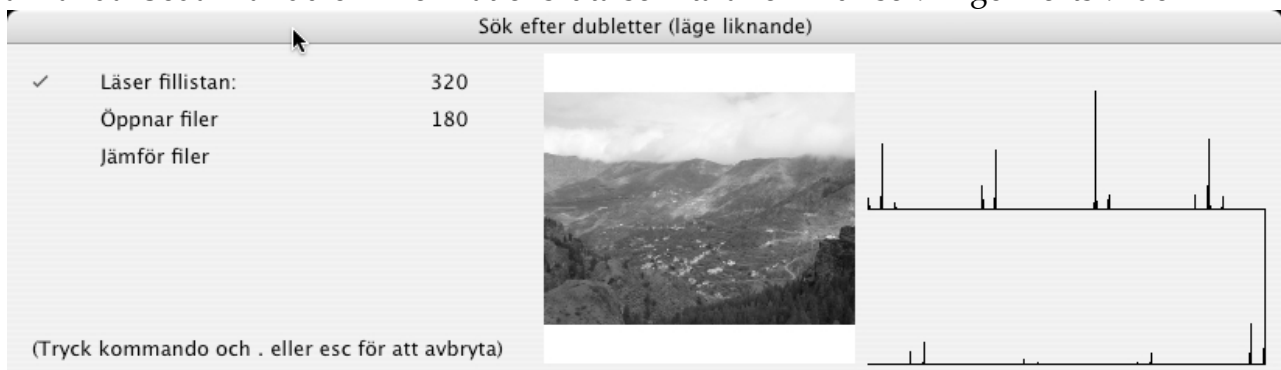 Sök efter dubletter (läge liknande)
Läser fillistan: 320
Öppnar filer 180
Jämför filer
(Tryck kommando och . eller esc för att avbryta)